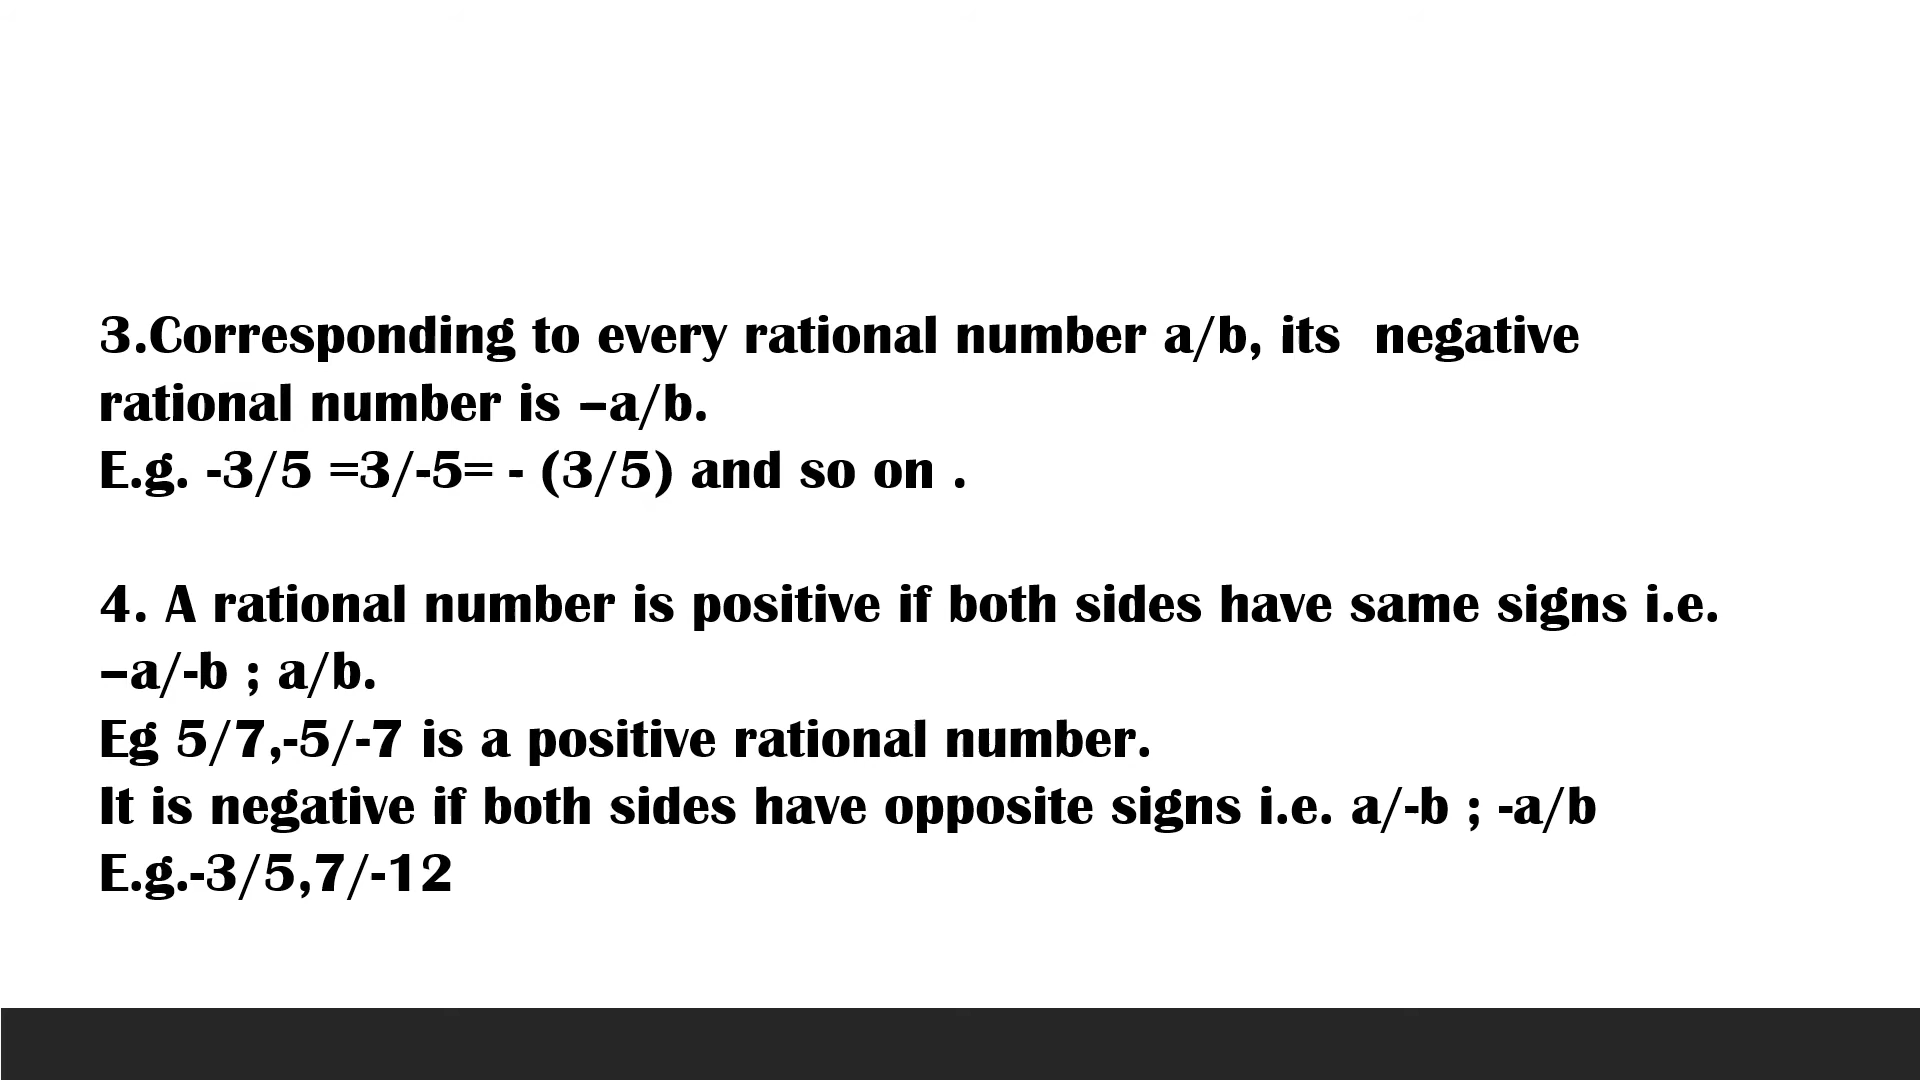 3.Corresponding to every rational number a/b, its  negative
rational number is –a/b.
E.g. -3/5 =3/-5= - (3/5) and so on .
4. A rational number is positive if both sides have same signs i.e.
–a/-b ; a/b.
Eg 5/7,-5/-7 is a positive rational number.
It is negative if both sides have opposite signs i.e. a/-b ; -a/b
E.g.-3/5,7/-12